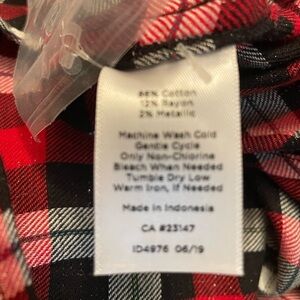 86% Cotton
12% Rayon
2% Metallic
Machine Wash Cold
Gentle Cycle
Only Non-Chlorine
Bleach When Needed
Tumble Dry Low
Warm Iron, If Needed
Made in Indonesia
CA #23147
ID4976 06/19